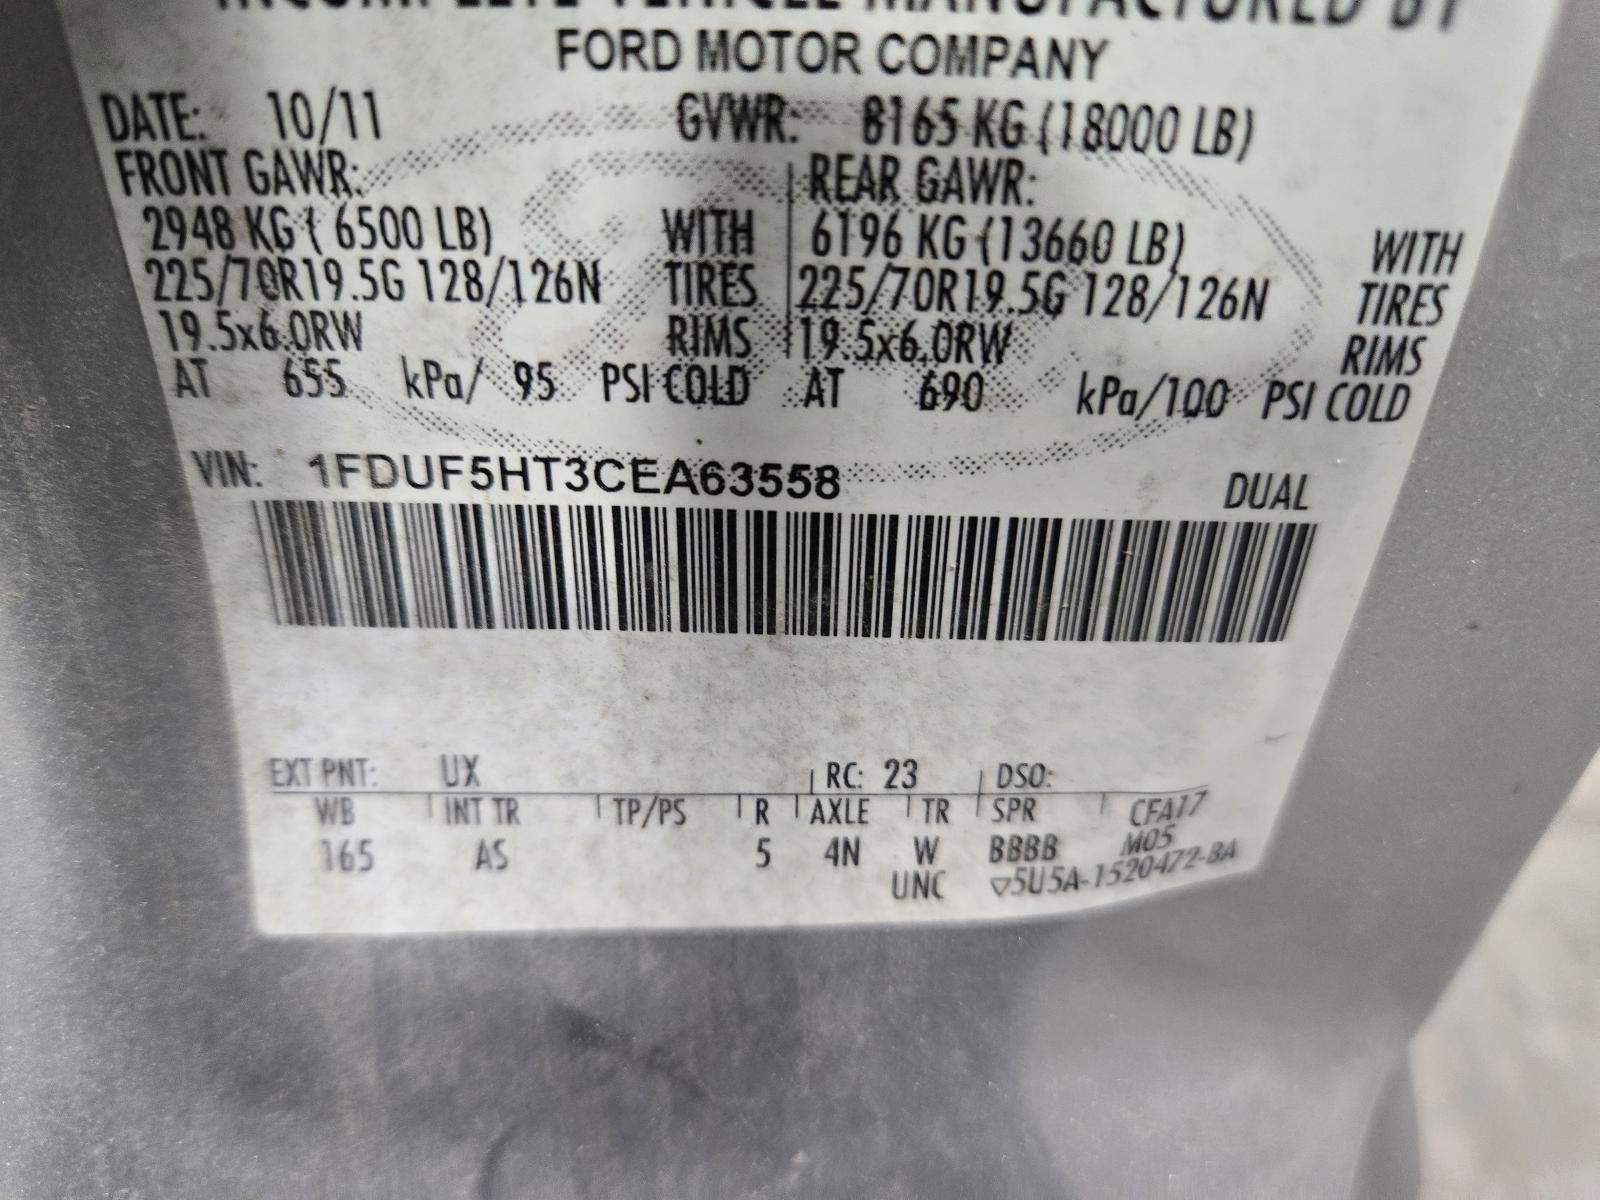 INCOMPLETE VEHICLE MANUFACTURED BY
FORD MOTOR COMPANY
DATE: 10/11 GVWR: 8165 KG (18000 LB)
FRONT GAWR: REAR GAWR:
2948 KG ( 6500 LB) WITH 6196 KG (13660 LB) WITH
225/70R19.5G 128/126N TIRES 225/70R19.5G 128/126N TIRES
19.5x6.0RW RIMS 19.5x6.0RW RIMS
AT 655 kPa/ 95 PSI COLD AT 690 kPa/100 PSI COLD
VIN: 1FDUF5HT3CEA63558 DUAL
EXT PNT: UX RC: 23 DSO:
WB INT TR TP/PS R AXLE TR SPR CFA17
165 AS 5 4N W BBBB M05
UNC ▽5U5A-1520472-BA